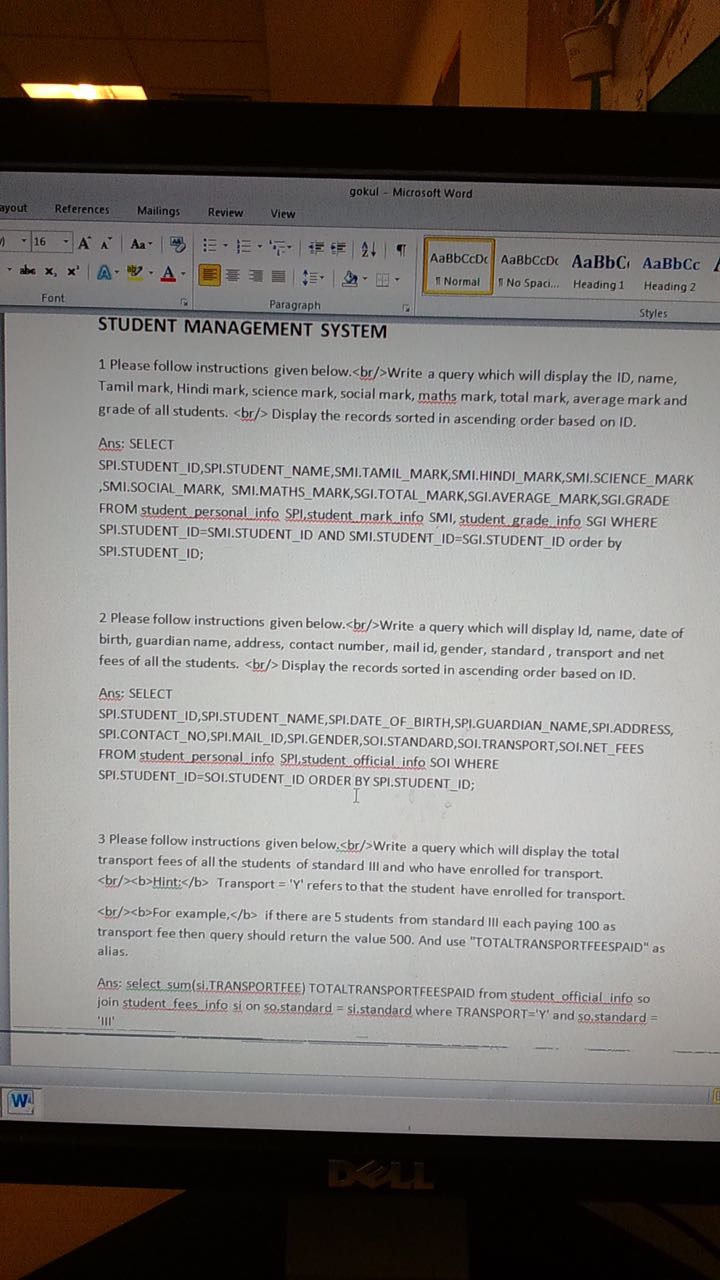 gokul - Microsoft Word
ayout References Mailings Review View
16 A A Aa
abc x, x² A ab A
AaBbCcDc AaBbCcDc AaBbC AaBbCc
¶ Normal ¶ No Spaci... Heading 1 Heading 2
Font Paragraph Styles
STUDENT MANAGEMENT SYSTEM
1 Please follow instructions given below.<br/>Write a query which will display the ID, name,
Tamil mark, Hindi mark, science mark, social mark, maths mark, total mark, average mark and
grade of all students. <br/> Display the records sorted in ascending order based on ID.
Ans: SELECT
SPI.STUDENT_ID,SPI.STUDENT_NAME,SMI.TAMIL_MARK,SMI.HINDI_MARK,SMI.SCIENCE_MARK
,SMI.SOCIAL_MARK, SMI.MATHS_MARK,SGI.TOTAL_MARK,SGI.AVERAGE_MARK,SGI.GRADE
FROM student_personal_info SPI,student_mark_info SMI, student_grade_info SGI WHERE
SPI.STUDENT_ID=SMI.STUDENT_ID AND SMI.STUDENT_ID=SGI.STUDENT_ID order by
SPI.STUDENT_ID;
2 Please follow instructions given below.<br/>Write a query which will display Id, name, date of
birth, guardian name, address, contact number, mail id, gender, standard , transport and net
fees of all the students. <br/> Display the records sorted in ascending order based on ID.
Ans: SELECT
SPI.STUDENT_ID,SPI.STUDENT_NAME,SPI.DATE_OF_BIRTH,SPI.GUARDIAN_NAME,SPI.ADDRESS,
SPI.CONTACT_NO,SPI.MAIL_ID,SPI.GENDER,SOI.STANDARD,SOI.TRANSPORT,SOI.NET_FEES
FROM student_personal_info SPI,student_official_info SOI WHERE
SPI.STUDENT_ID=SOI.STUDENT_ID ORDER BY SPI.STUDENT_ID;
3 Please follow instructions given below.<br/>Write a query which will display the total
transport fees of all the students of standard III and who have enrolled for transport.
<br/><b>Hint:</b> Transport = 'Y' refers to that the student have enrolled for transport.
<br/><b>For example,</b> if there are 5 students from standard III each paying 100 as
transport fee then query should return the value 500. And use "TOTALTRANSPORTFEESPAID" as
alias.
Ans: select sum(si.TRANSPORTFEE) TOTALTRANSPORTFEESPAID from student_official_info so
join student_fees_info si on so.standard = si.standard where TRANSPORT='Y' and so.standard =
'III'
W
DELL